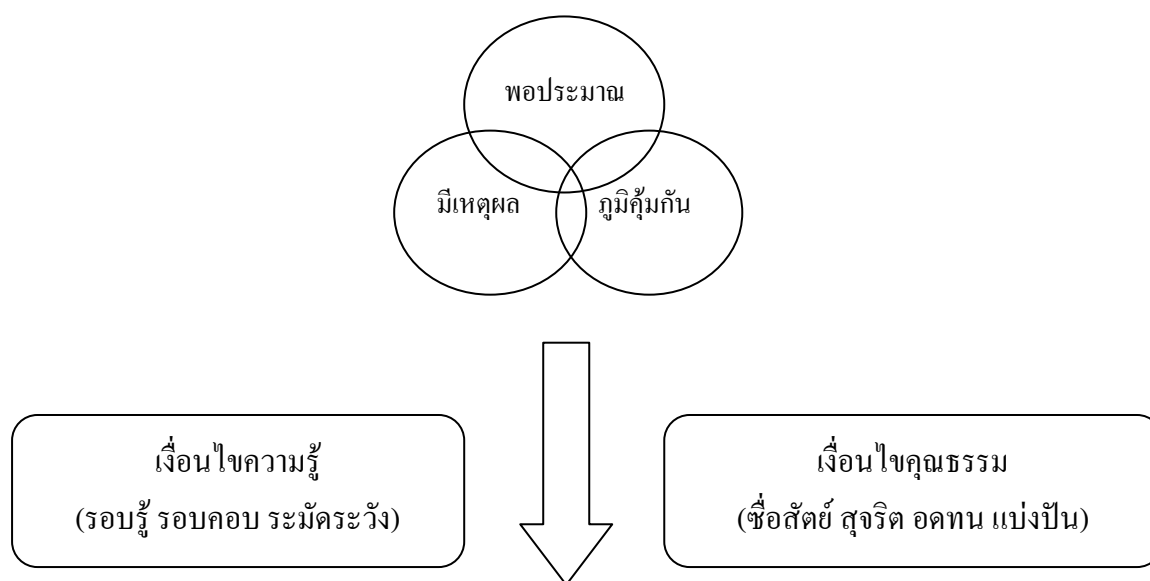 พอประมาณ
มีเหตุผล
ภูมิคุ้มกัน
เงื่อนไขความรู้
(รอบรู้ รอบคอบ ระมัดระวัง)
เงื่อนไขคุณธรรม
(ซื่อสัตย์ สุจริต อดทน แบ่งปัน)